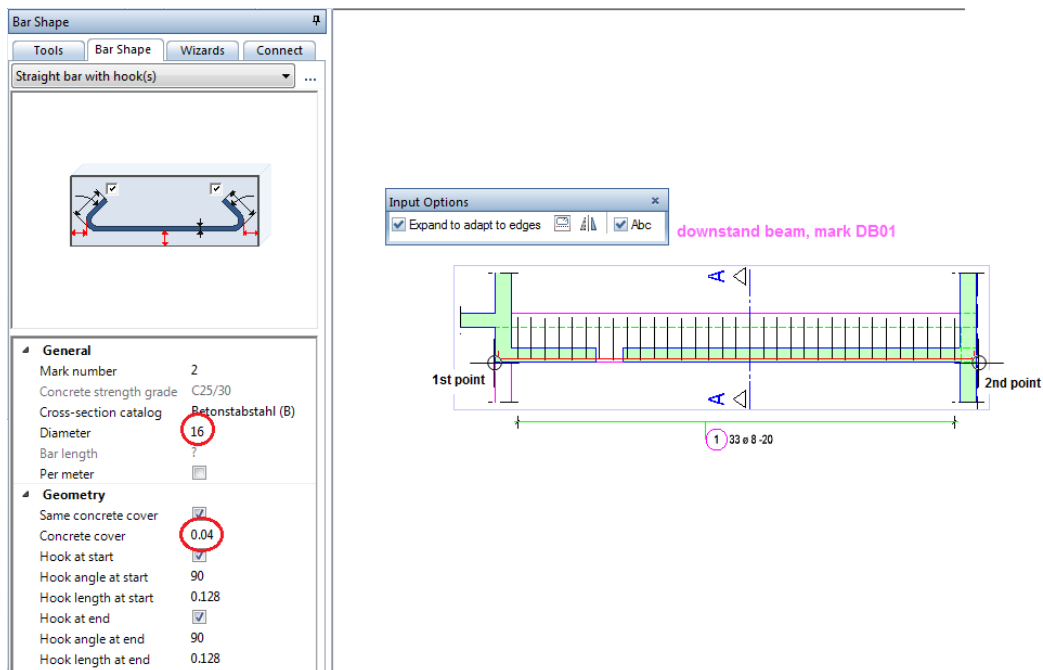 Bar Shape
Tools Bar Shape Wizards Connect
Straight bar with hook(s) ...
General
Mark number 2
Concrete strength grade C25/30
Cross-section catalog Betonstabstahl (B)
Diameter 16
Bar length ?
Per meter
Geometry
Same concrete cover
Concrete cover 0.04
Hook at start
Hook angle at start 90
Hook length at start 0.128
Hook at end
Hook angle at end 90
Hook length at end 0.128
Input Options x
Expand to adapt to edges Abc
downstand beam, mark DB01
A
1st point
2nd point
A
1 33 ø 8 -20